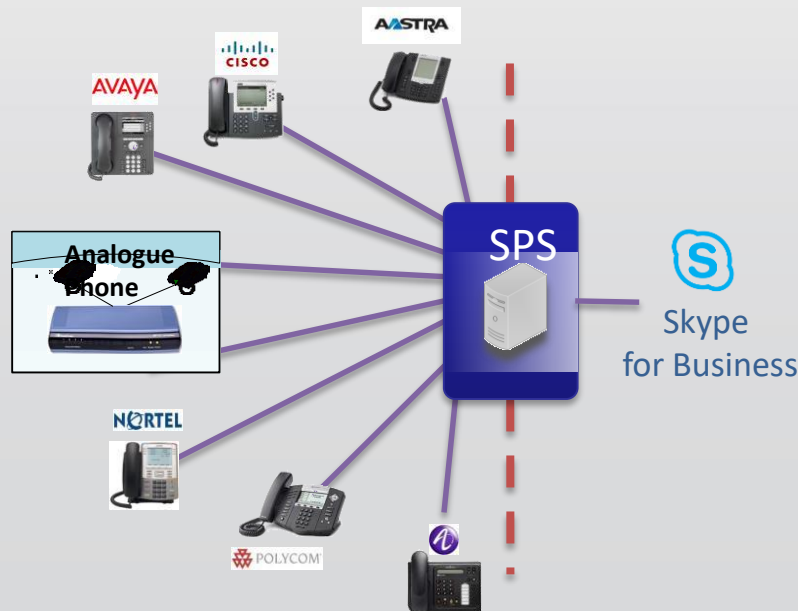 AASTRA
CISCO
AVAYA
SPS
Analogue
Phone
Skype
for Business
NORTEL
POLYCOM